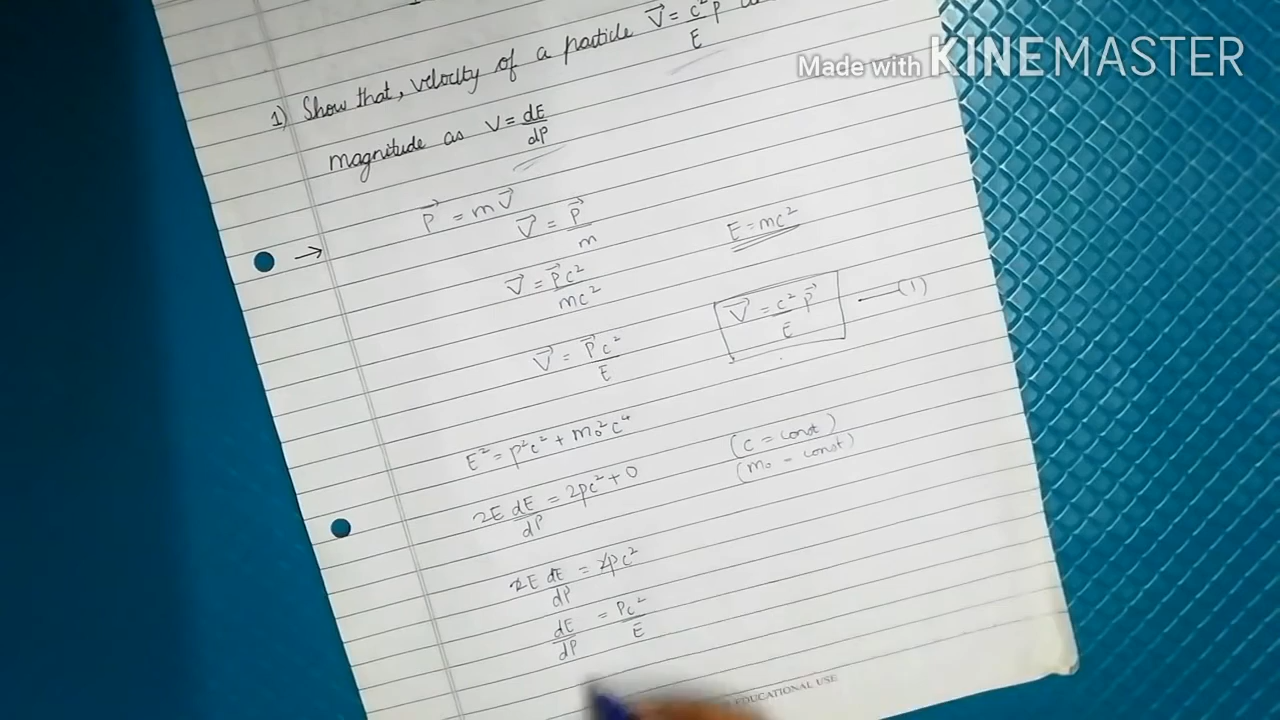 Made with KINEMASTER
1) Show that, velocity of a particle V⃗ = c²p⃗/E
magnitude as V = dE/dP
→ P⃗ = mV⃗
V⃗ = P⃗/m
E = mc²
V⃗ = P⃗c²/mc²
V⃗ = c²P⃗/E —(1)
V⃗ = P⃗c²/E
E² = p²c² + m₀²c⁴
(c = const)
(m₀ - const)
2E dE/dP = 2pc² + 0
2E dE/dP = 2Pc²
dE/dP = Pc²/E
EDUCATIONAL USE